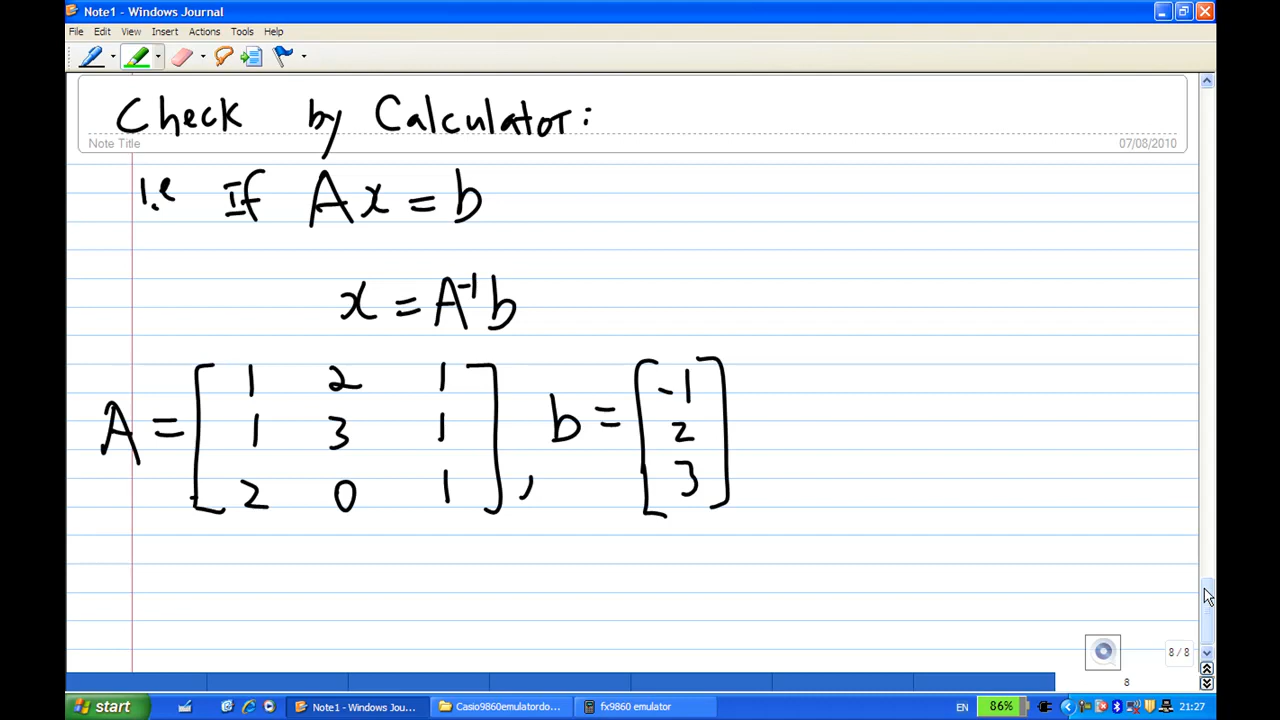 Note1 - Windows Journal
File Edit View Insert Actions Tools Help
Check by Calculator:
Note Title
07/08/2010
i.e If Ax = b
x = A⁻¹b
A = [ 1 2 1
1 3 1
2 0 1 ] , b = [ -1
2
3 ]
8 / 8
8
start Note1 - Windows Jou... Casio9860emulatordo... fx9860 emulator EN 86% 21:27